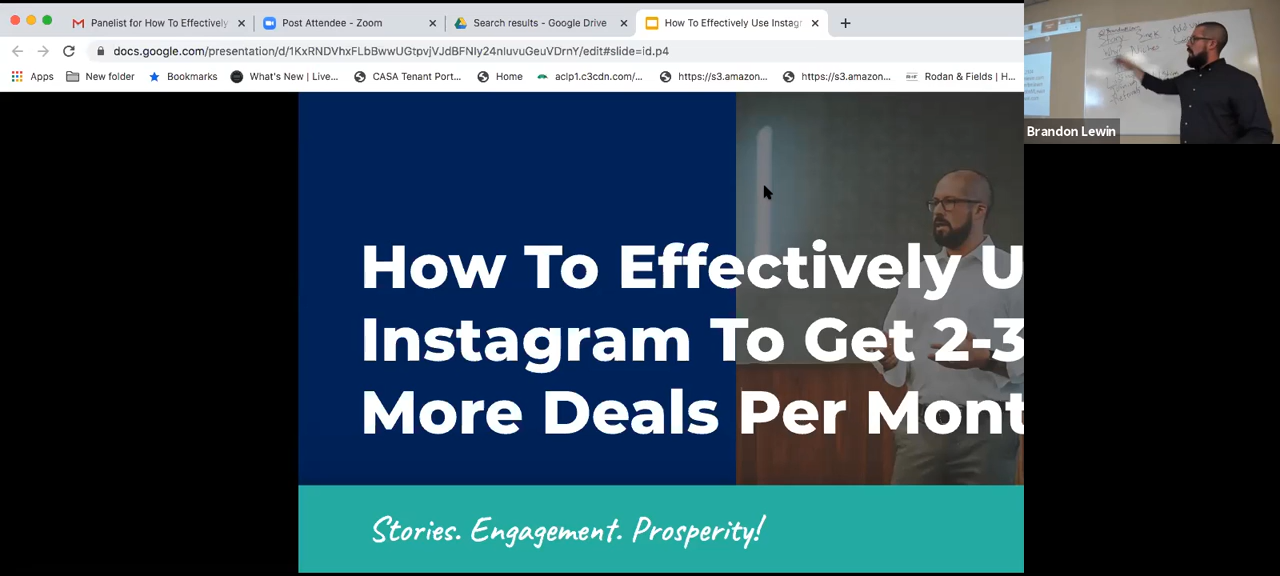 Panelist for How To Effectively
Post Attendee - Zoom
Search results - Google Drive
How To Effectively Use Instagr
docs.google.com/presentation/d/1KxRNDVhxFLbBwwUGtpvjVJdBFNIy24nIuvuGeuVDrnY/edit#slide=id.p4
Apps
New folder
Bookmarks
What's New | Live...
CASA Tenant Port...
Home
aclp1.c3cdn.com/...
https://s3.amazon...
https://s3.amazon...
Rodan & Fields | H...
Brandon Lewin
How To Effectively U
Instagram To Get 2-3
More Deals Per Mont
Stories. Engagement. Prosperity!